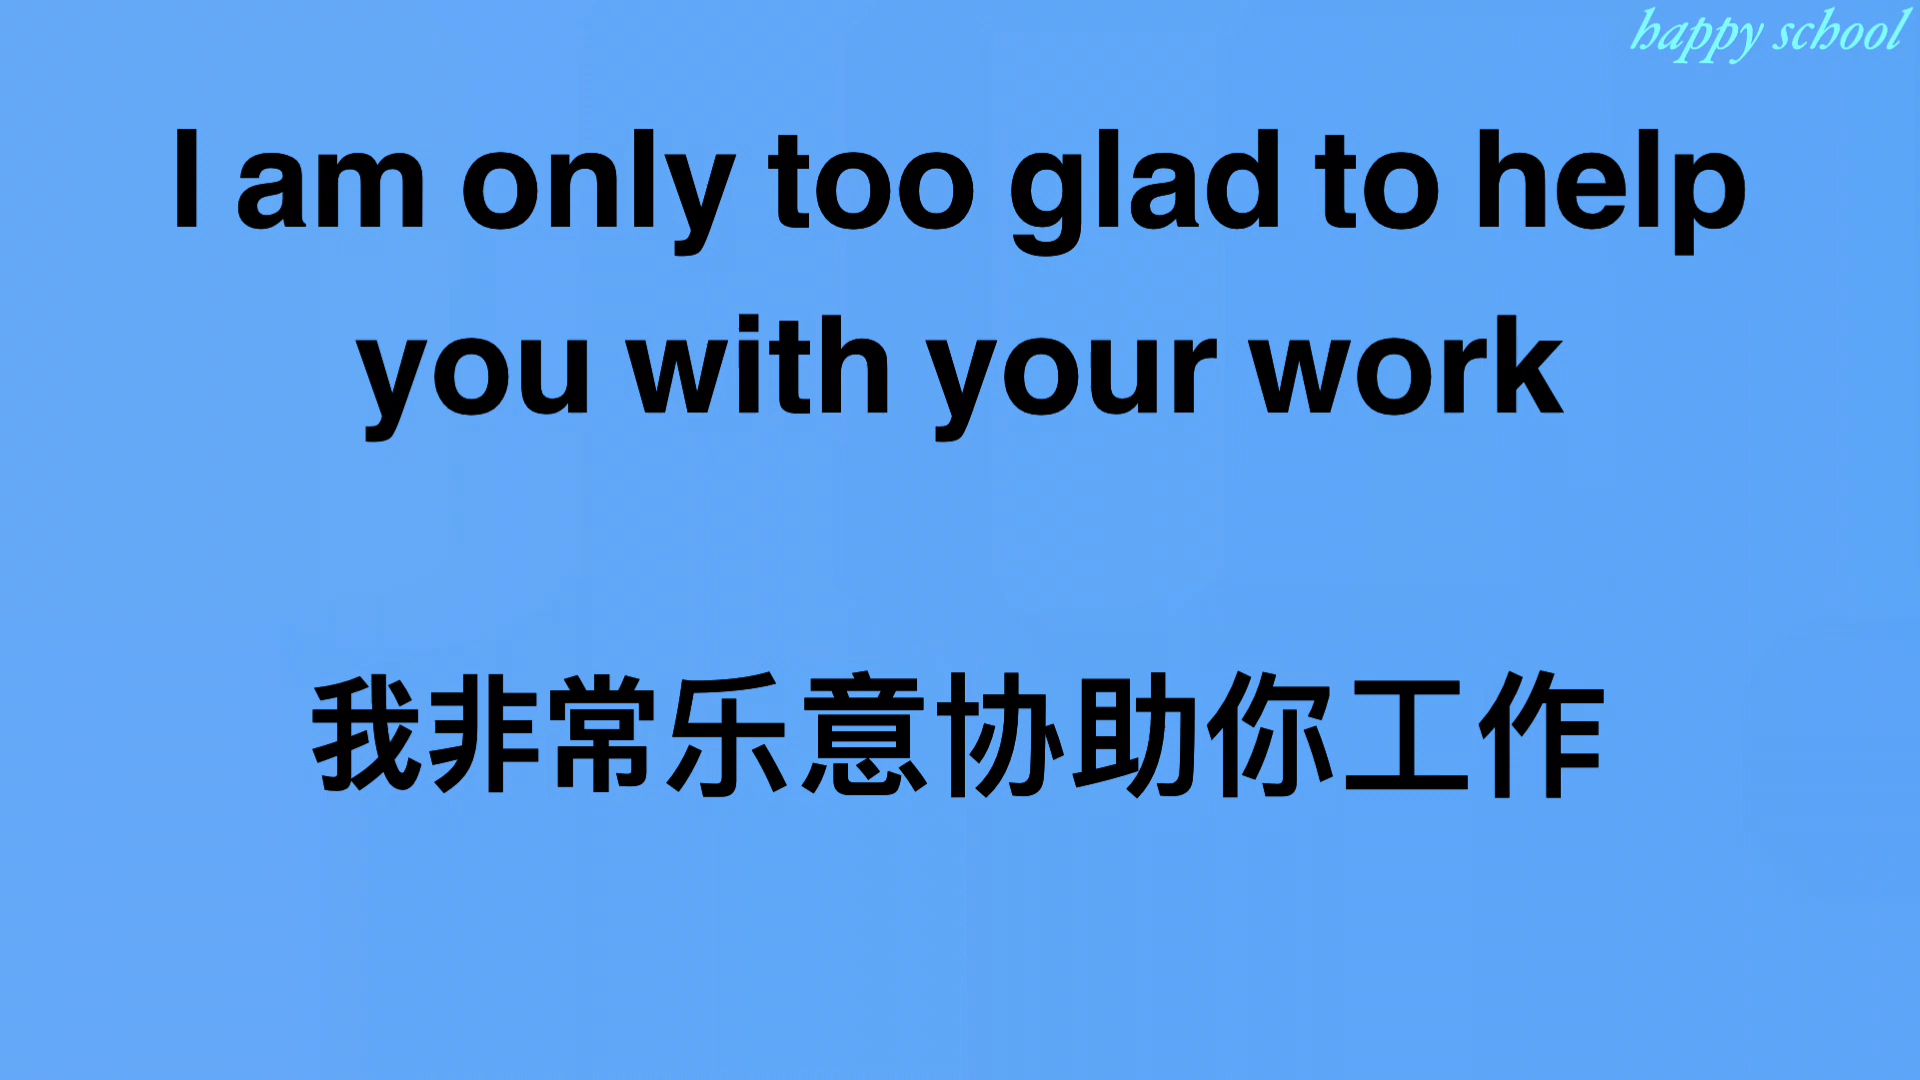 happy school
I am only too glad to help
you with your work
我非常乐意协助你工作